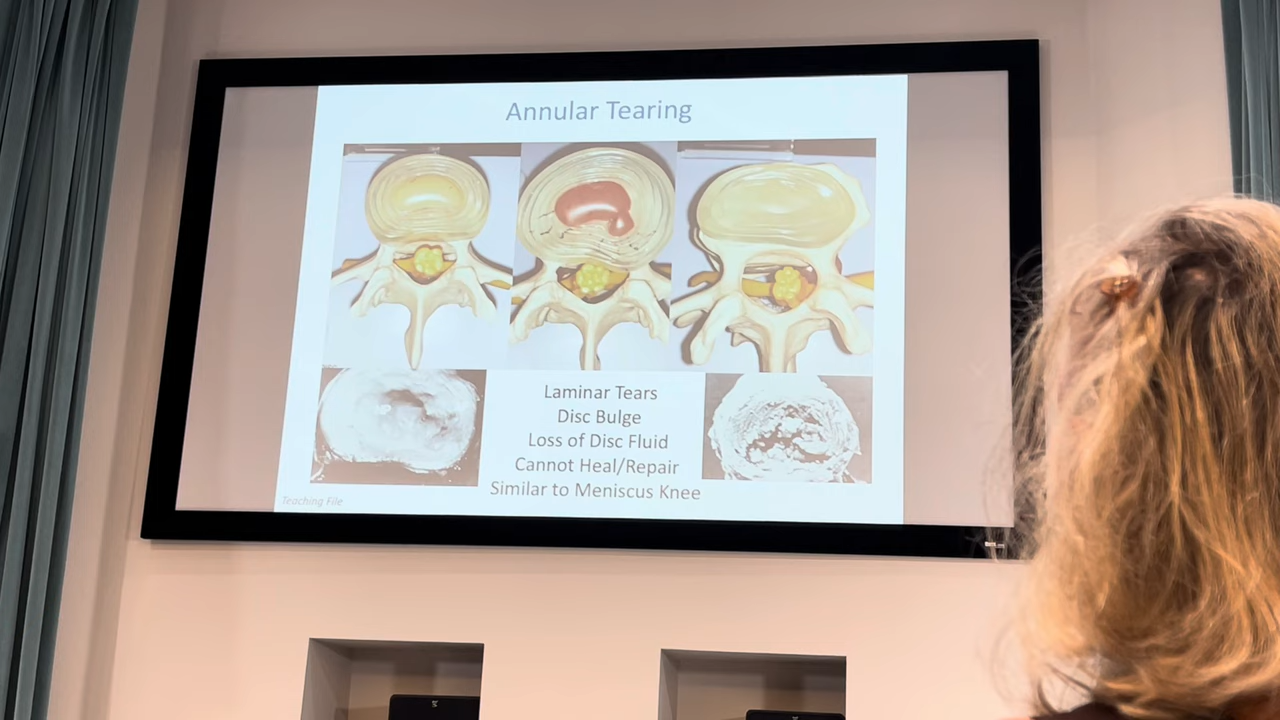 Annular Tearing
Laminar Tears
Disc Bulge
Loss of Disc Fluid
Cannot Heal/Repair
Similar to Meniscus Knee
Teaching File